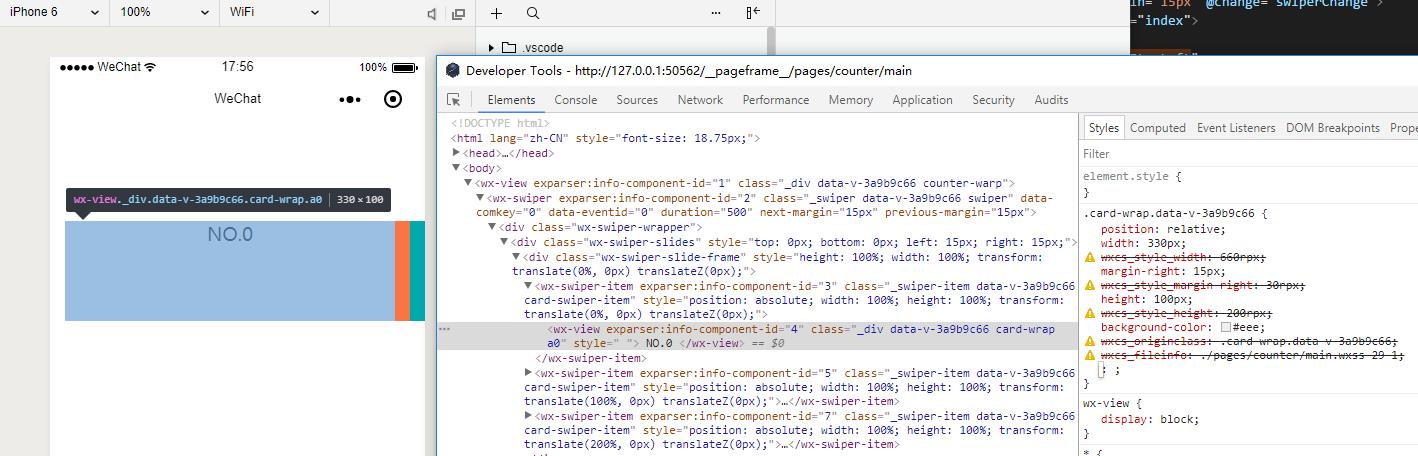 iPhone 6 100% WiFi
in="15px" @change="swiperChange">
="index">
.vscode
WeChat 17:56 100%
WeChat
wx-view._div.data-v-3a9b9c66.card-wrap.a0 330×100
NO.0
Developer Tools - http://127.0.0.1:50562/__pageframe__/pages/counter/main
Elements Console Sources Network Performance Memory Application Security Audits
<!DOCTYPE html>
<html lang="zh-CN" style="font-size: 18.75px;">
<head>…</head>
<body>
<wx-view exparser:info-component-id="1" class="_div data-v-3a9b9c66 counter-warp">
<wx-swiper exparser:info-component-id="2" class="_swiper data-v-3a9b9c66 swiper" data-
comkey="0" data-eventid="0" duration="500" next-margin="15px" previous-margin="15px">
<div class="wx-swiper-wrapper">
<div class="wx-swiper-slides" style="top: 0px; bottom: 0px; left: 15px; right: 15px;">
<div class="wx-swiper-slide-frame" style="height: 100%; width: 100%; transform:
translate(0%, 0px) translateZ(0px);">
<wx-swiper-item exparser:info-component-id="3" class="_swiper-item data-v-3a9b9c66
card-swiper-item" style="position: absolute; width: 100%; height: 100%; transform:
translate(0%, 0px) translateZ(0px);">
<wx-view exparser:info-component-id="4" class="_div data-v-3a9b9c66 card-wrap
a0" style=" "> NO.0 </wx-view> == $0
</wx-swiper-item>
<wx-swiper-item exparser:info-component-id="5" class="_swiper-item data-v-3a9b9c66
card-swiper-item" style="position: absolute; width: 100%; height: 100%; transform:
translate(100%, 0px) translateZ(0px);">…</wx-swiper-item>
<wx-swiper-item exparser:info-component-id="7" class="_swiper-item data-v-3a9b9c66
card-swiper-item" style="position: absolute; width: 100%; height: 100%; transform:
translate(200%, 0px) translateZ(0px);">…</wx-swiper-item>
Styles Computed Event Listeners DOM Breakpoints Prope
Filter
element.style {
}
.card-wrap.data-v-3a9b9c66 {
position: relative;
width: 330px;
wxcs_style_width: 660rpx;
margin-right: 15px;
wxcs_style_margin-right: 30rpx;
height: 100px;
wxcs_style_height: 200rpx;
background-color: #eee;
wxcs_originclass: .card-wrap.data-v-3a9b9c66;
wxcs_fileinfo: ./pages/counter/main.wxss 29 1;
: ;
}
wx-view {
display: block;
}
* {